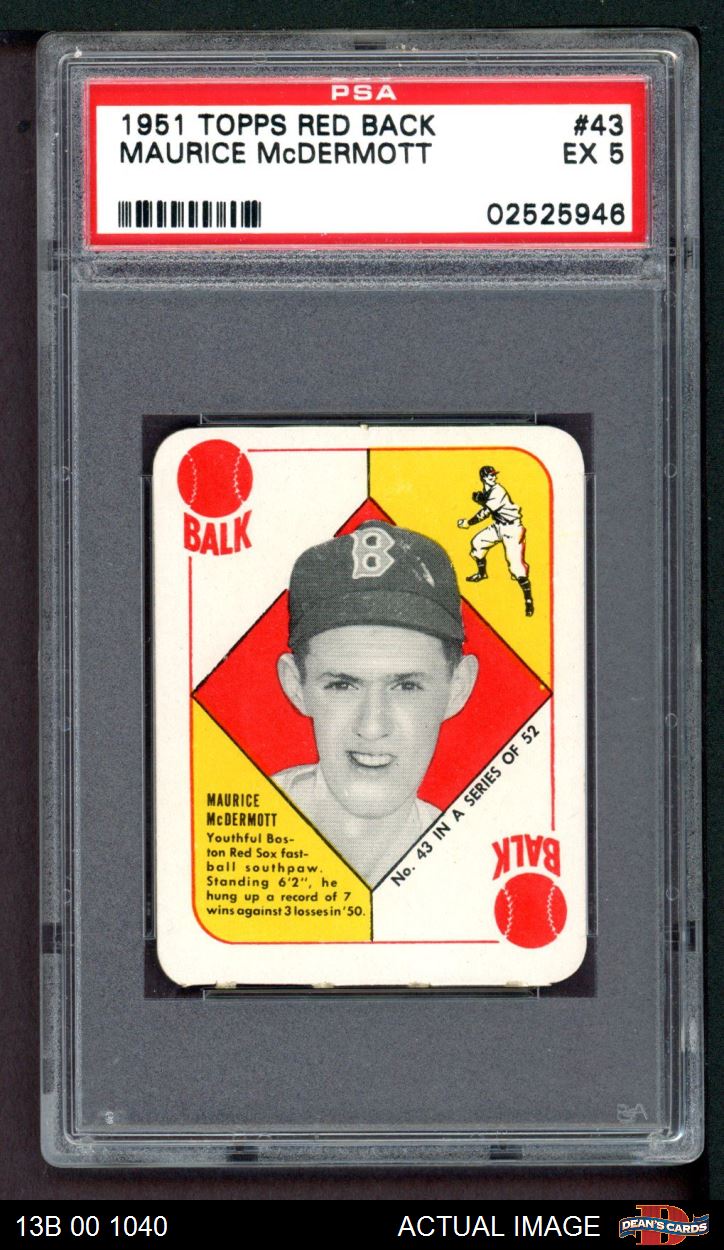 PSA
1951 TOPPS RED BACK #43
MAURICE McDERMOTT EX 5
02525946
BALK
B
MAURICE
McDERMOTT
Youthful Bos-
ton Red Sox fast-
ball southpaw.
Standing 6'2", he
hung up a record of 7
wins against 3 losses in '50.
No. 43 IN A SERIES OF 52
BALK
PSA
13B 00 1040 ACTUAL IMAGE
DEAN'S CARDS